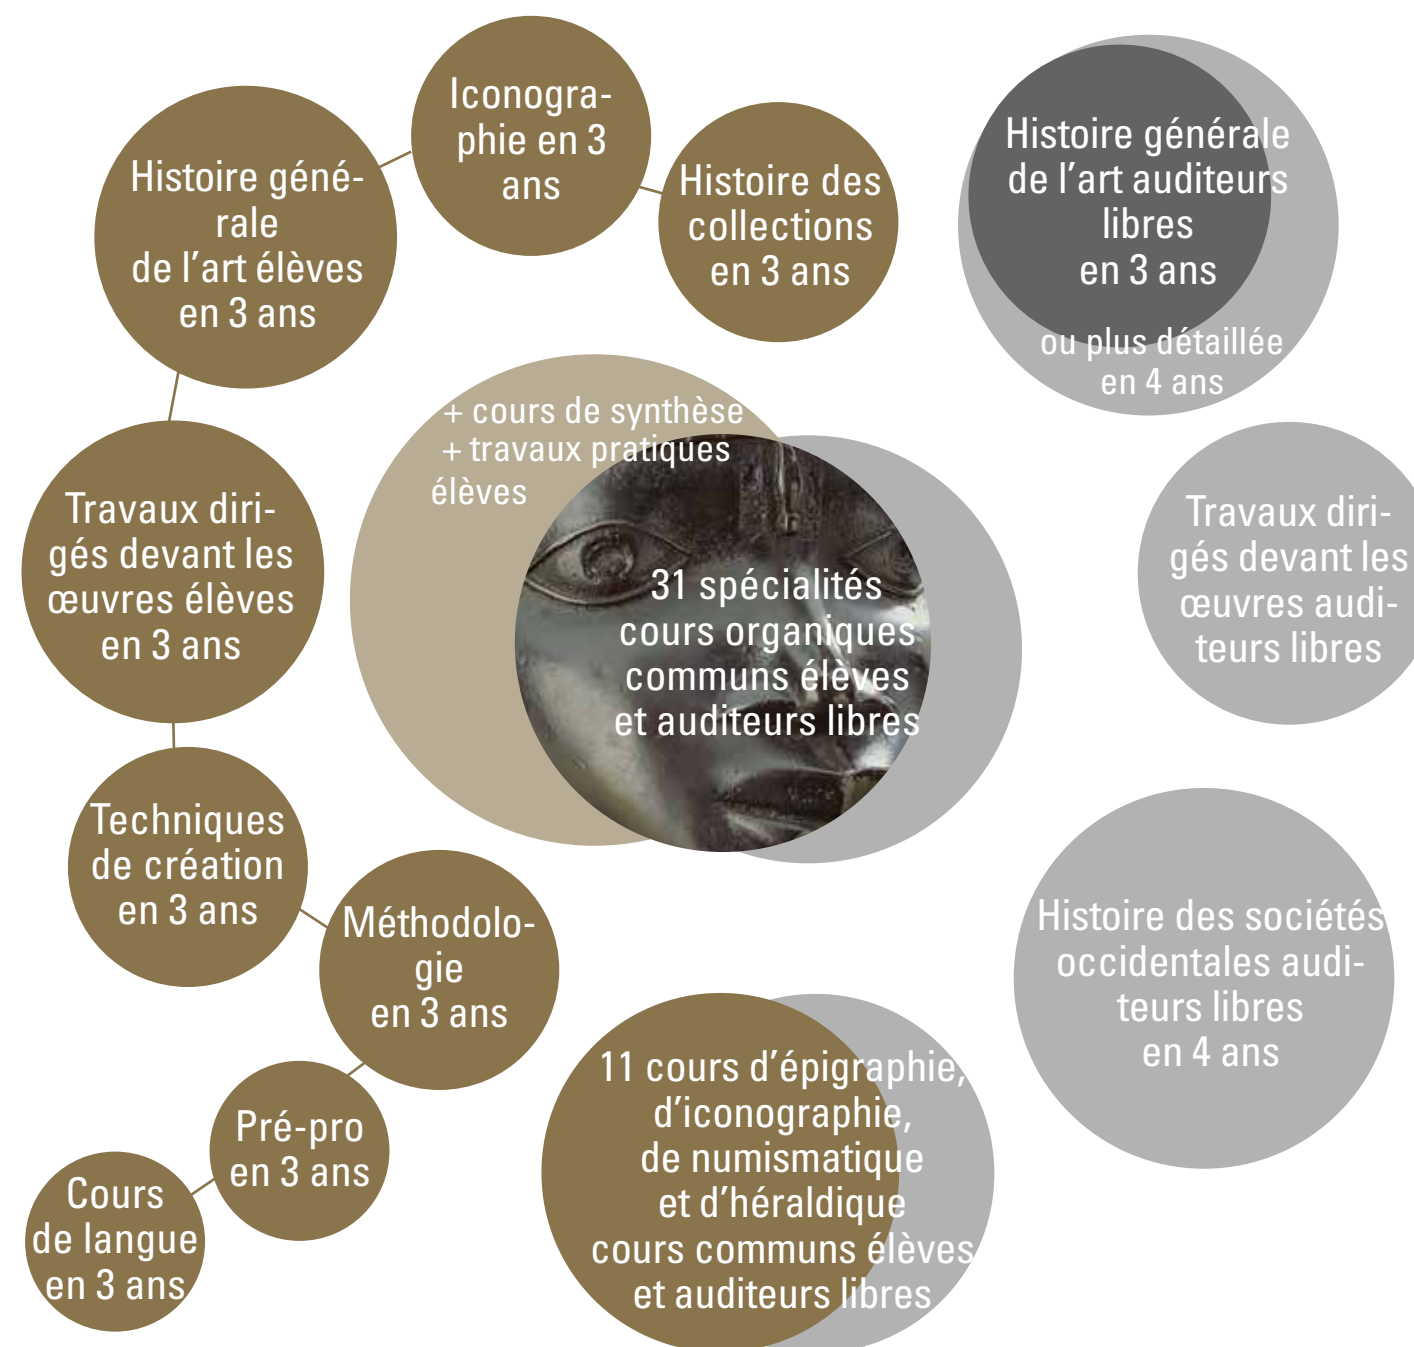 Iconogra-
phie en 3
ans
Histoire géné-
rale
de l’art élèves
en 3 ans
Histoire des
collections
en 3 ans
Histoire générale
de l’art auditeurs
libres
en 3 ans
ou plus détaillée
en 4 ans
+ cours de synthèse
+ travaux pratiques
élèves
Travaux diri-
gés devant les
œuvres élèves
en 3 ans
31 spécialités
cours organiques
communs élèves
et auditeurs libres
Travaux diri-
gés devant les
œuvres audi-
teurs libres
Techniques
de création
en 3 ans
Méthodolo-
gie
en 3 ans
Histoire des sociétés
occidentales audi-
teurs libres
en 4 ans
Pré-pro
en 3 ans
Cours
de langue
en 3 ans
11 cours d’épigraphie,
d’iconographie,
de numismatique
et d’héraldique
cours communs élèves
et auditeurs libres